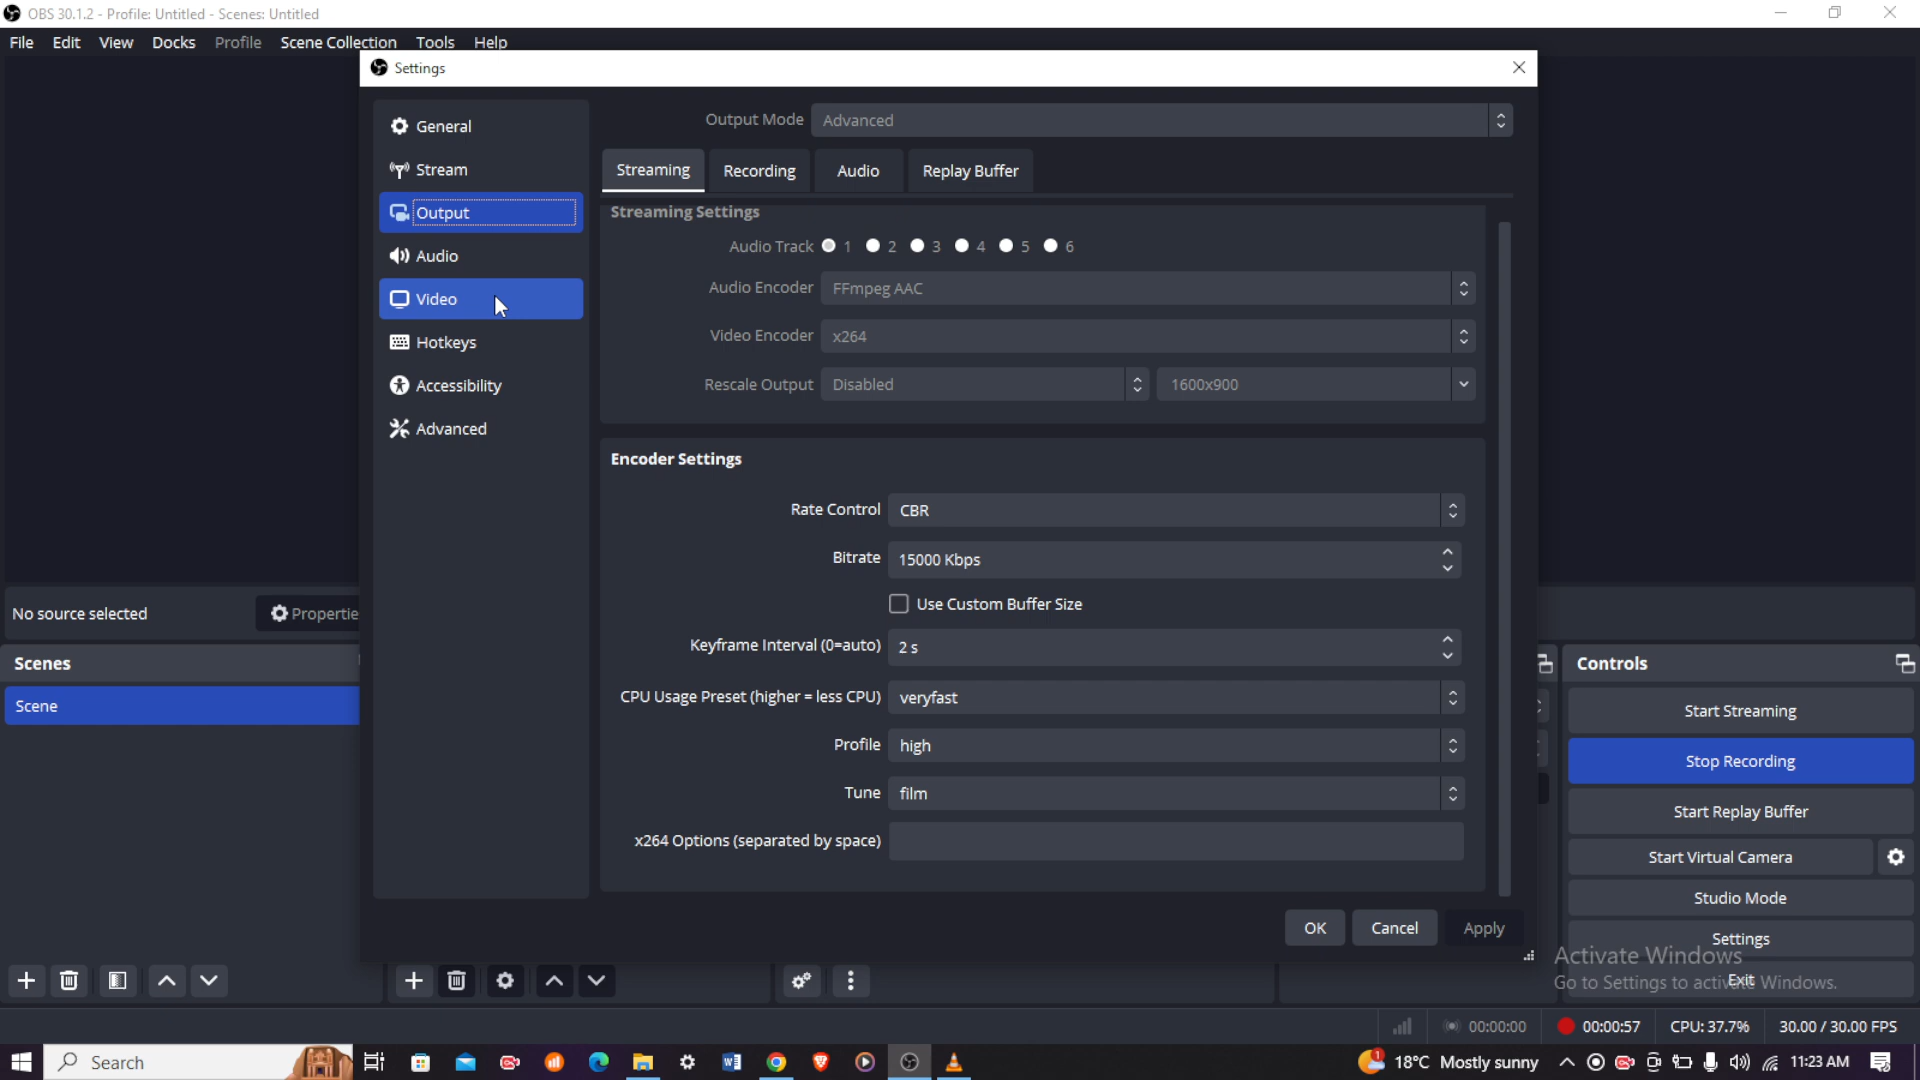 OBS 30.1.2 - Profile: Untitled - Scenes: Untitled
File Edit View Docks Profile Scene Collection Tools Help
Settings
General
Stream
Output
Audio
Video
Hotkeys
Accessibility
Advanced
Output Mode Advanced
Streaming Recording Audio Replay Buffer
Streaming Settings
Audio Track 1 2 3 4 5 6
Audio Encoder FFmpeg AAC
Video Encoder x264
Rescale Output Disabled 1600x900
Encoder Settings
Rate Control CBR
Bitrate 15000 Kbps
Use Custom Buffer Size
Keyframe Interval (0=auto) 2 s
CPU Usage Preset (higher = less CPU) veryfast
Profile high
Tune film
x264 Options (separated by space)
OK Cancel Apply
No source selected
Propertie
Scenes
Scene
Controls
Start Streaming
Stop Recording
Start Replay Buffer
Start Virtual Camera
Studio Mode
Settings
Exit
Activate Windows
Go to Settings to activate Windows.
00:00:00 00:00:57 CPU: 37.7% 30.00 / 30.00 FPS
Search
1 18°C Mostly sunny 11:23 AM